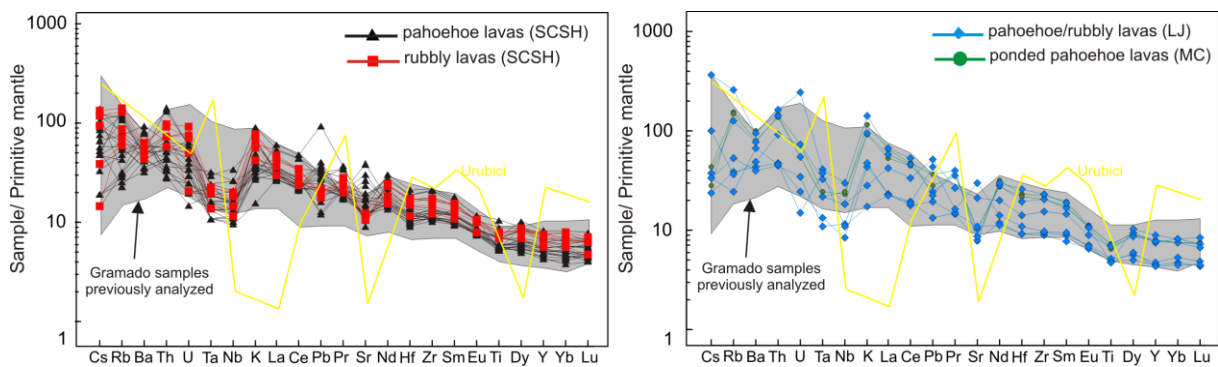 1000
100
10
1
Sample/ Primitive mantle
pahoehoe lavas (SCSH)
rubbly lavas (SCSH)
Urubici
Gramado samples
previously analyzed
Cs Rb Ba Th U Ta Nb K La Ce Pb Pr Sr Nd Hf Zr Sm Eu Ti Dy Y Yb Lu
1000
100
10
1
Sample/ Primitive mantle
pahoehoe/rubbly lavas (LJ)
ponded pahoehoe lavas (MC)
Urubici
Gramado samples
previously analyzed
Cs Rb Ba Th U Ta Nb K La Ce Pb Pr Sr Nd Hf Zr Sm Eu Ti Dy Y Yb Lu